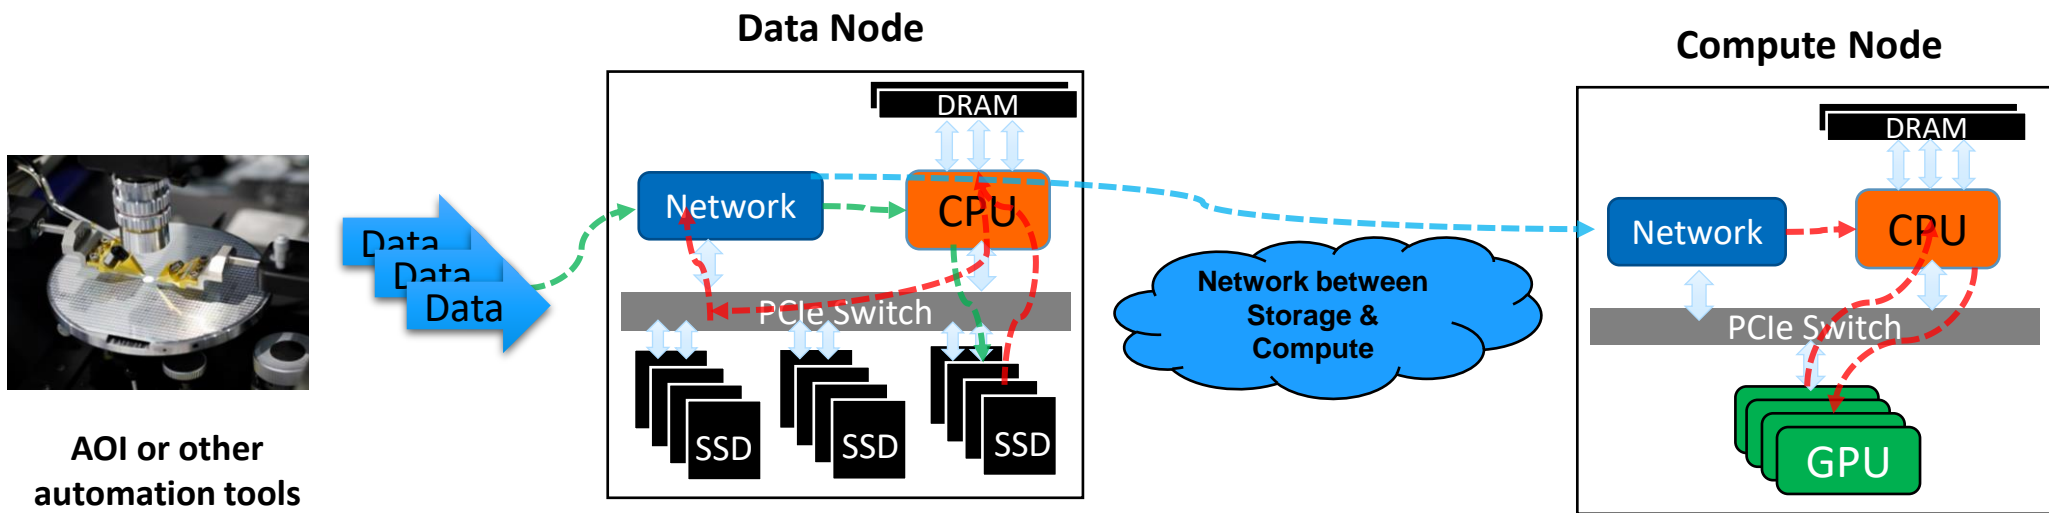 Data Node
Compute Node
DRAM
DRAM
Network
CPU
Network
CPU
Data
Data
Data
Network between
Storage &
Compute
PCIe Switch
PCIe Switch
SSD
SSD
SSD
GPU
AOI or other
automation tools